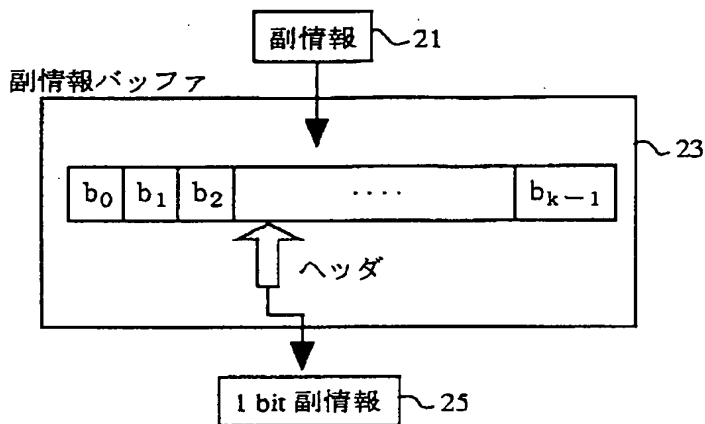 副情報 21
副情報バッファ
23
b₀ b₁ b₂ ‥‥ bₖ₋₁
ヘッダ
1 bit 副情報 25